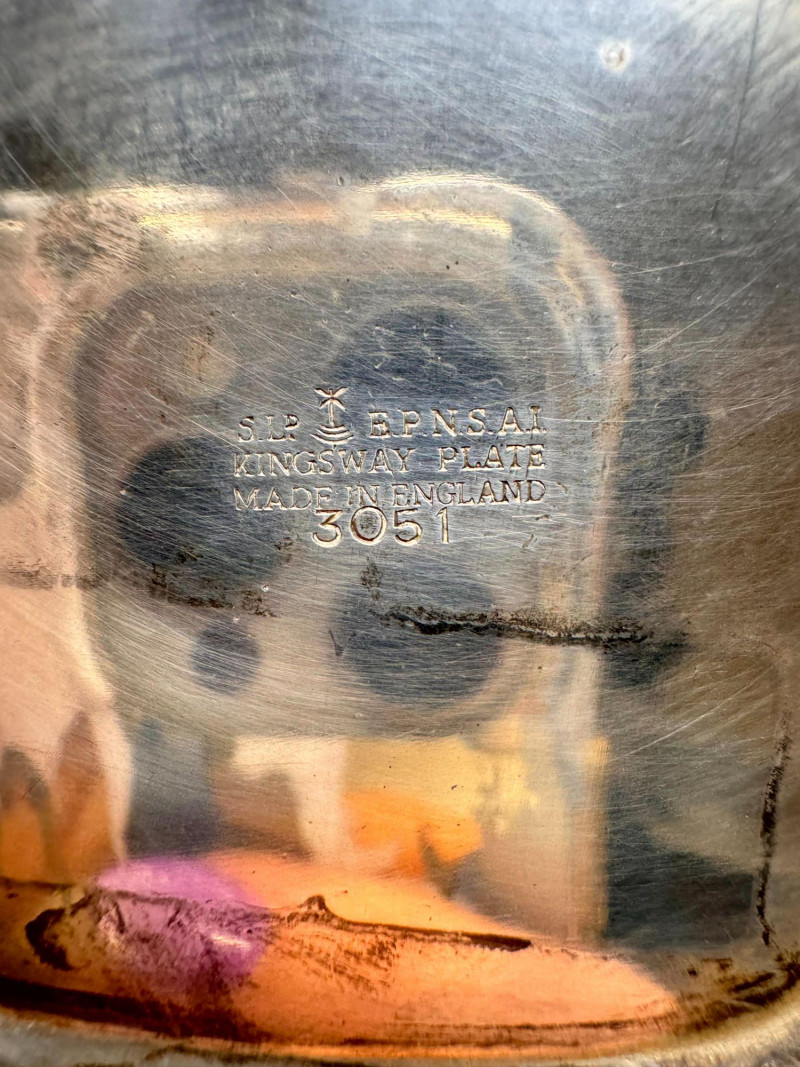 S.L.P. E.P.N.S.A.I.
KINGSWAY PLATE
MADE IN ENGLAND
3051